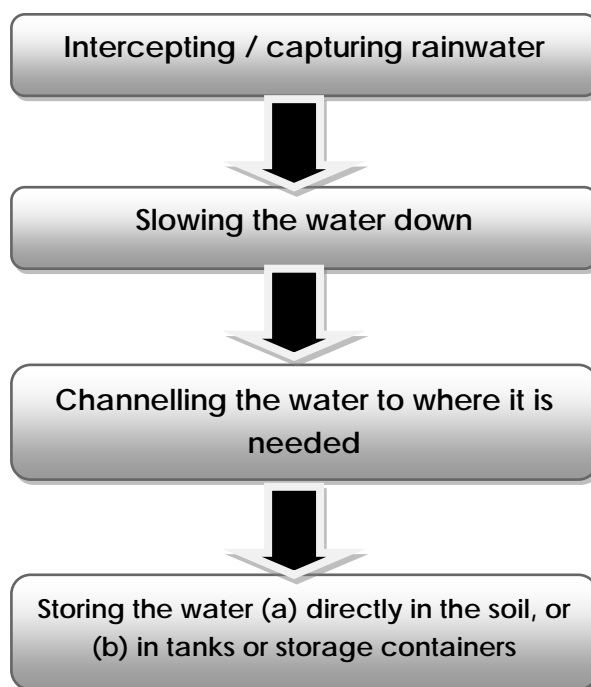 Intercepting / capturing rainwater
Slowing the water down
Channelling the water to where it is
needed
Storing the water (a) directly in the soil, or
(b) in tanks or storage containers